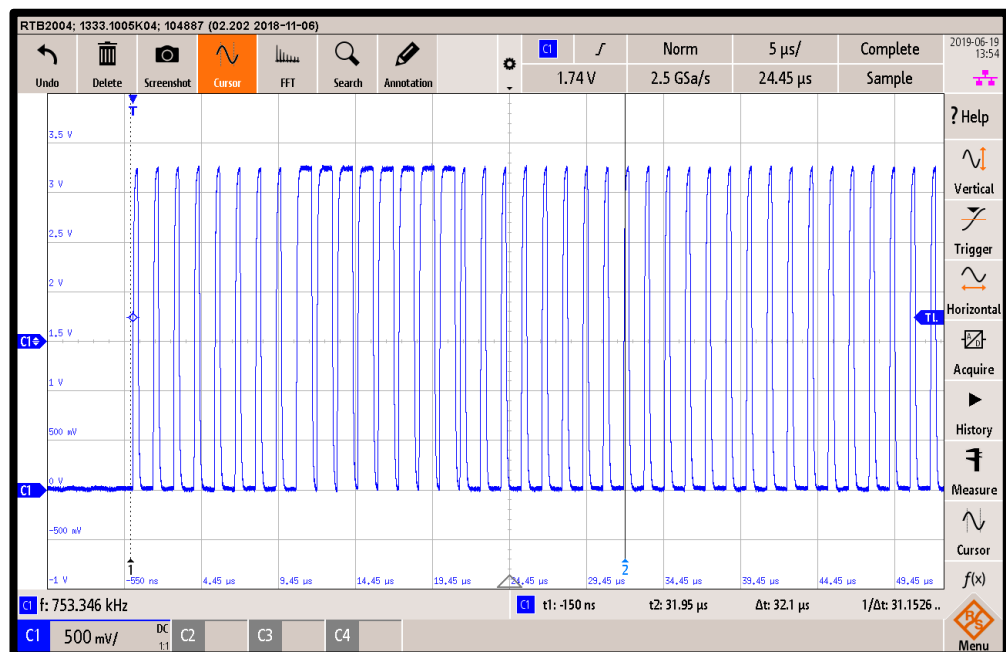 RTB2004; 1333.1005K04; 104887 (02.202 2018-11-06)
Undo Delete Screenshot Cursor FFT Search Annotation
C1 Norm 5 µs/ Complete
1.74 V 2.5 GSa/s 24.45 µs Sample
2019-06-19
13:54
T
? Help
Vertical
Trigger
Horizontal
Acquire
A
D
History
Measure
Cursor
f(x)
Menu
R/S
3,5 V
3 V
2,5 V
2 V
TL
1,5 V
C1
1 V
500 mV
0 V
C1
-500 mV
1 2
-1 V -550 ns 4,45 µs 9,45 µs 14,45 µs 19,45 µs 24,45 µs 29,45 µs 34,45 µs 39,45 µs 44,45 µs 49,45 µs
C1 f: 753.346 kHz C1 t1: -150 ns t2: 31.95 µs Δt: 32.1 µs 1/Δt: 31.1526 ..
C1 500 mV/ DC 1:1 C2 C3 C4